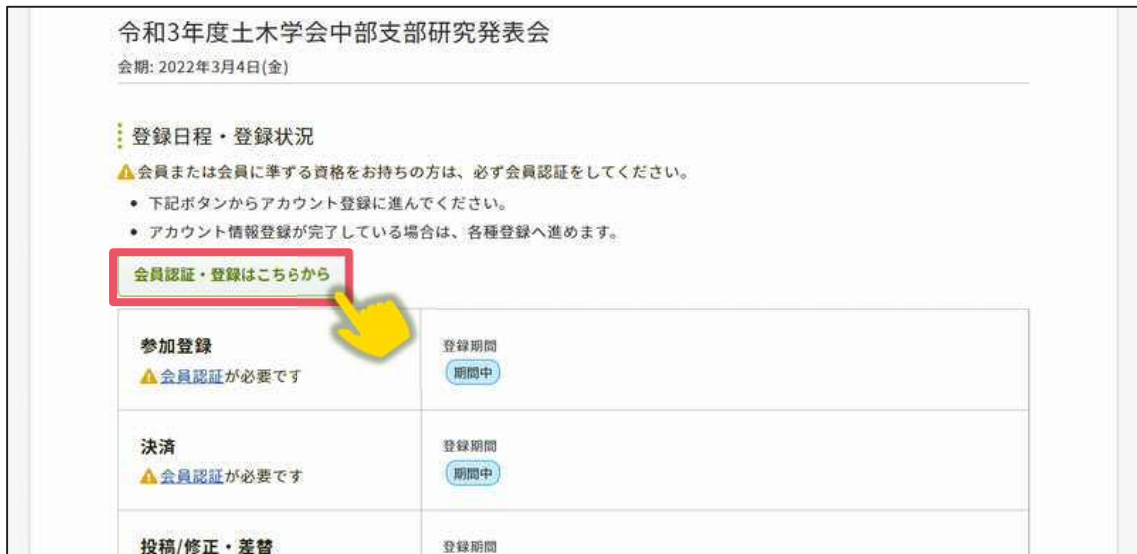 令和3年度土木学会中部支部研究発表会
会期: 2022年3月4日(金)
登録日程・登録状況
会員または会員に準ずる資格をお持ちの方は、必ず会員認証をしてください。
• 下記ボタンからアカウント登録に進んでください。
• アカウント情報登録が完了している場合は、各種登録へ進めます。
会員認証・登録はこちらから
参加登録
会員認証が必要です
登録期間
期間中
決済
会員認証が必要です
登録期間
期間中
投稿/修正・差替
登録期間